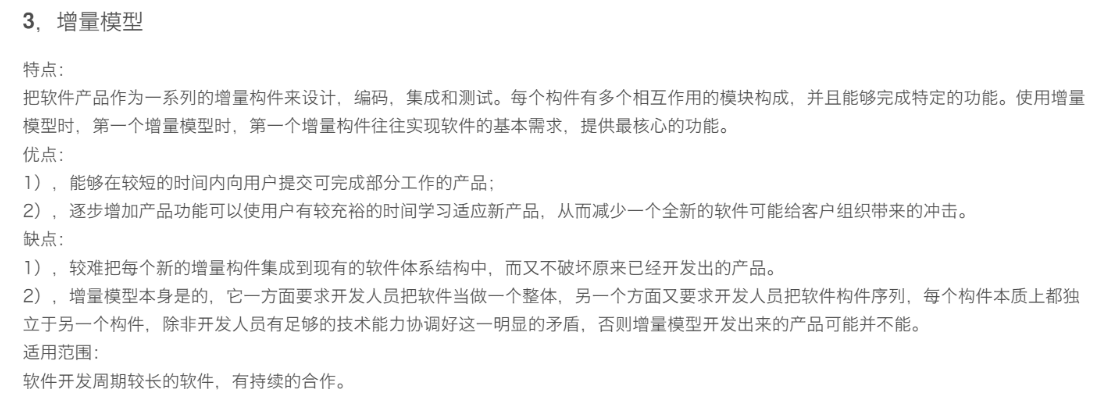 3，增量模型
特点：
把软件产品作为一系列的增量构件来设计，编码，集成和测试。每个构件有多个相互作用的模块构成，并且能够完成特定的功能。使用增量
模型时，第一个增量模型时，第一个增量构件往往实现软件的基本需求，提供最核心的功能。
优点：
1），能够在较短的时间内向用户提交可完成部分工作的产品；
2），逐步增加产品功能可以使用户有较充裕的时间学习适应新产品，从而减少一个全新的软件可能给客户组织带来的冲击。
缺点：
1），较难把每个新的增量构件集成到现有的软件体系结构中，而又不破坏原来已经开发出的产品。
2），增量模型本身是的，它一方面要求开发人员把软件当做一个整体，另一个方面又要求开发人员把软件构件序列，每个构件本质上都独
立于另一个构件，除非开发人员有足够的技术能力协调好这一明显的矛盾，否则增量模型开发出来的产品可能并不能。
适用范围：
软件开发周期较长的软件，有持续的合作。